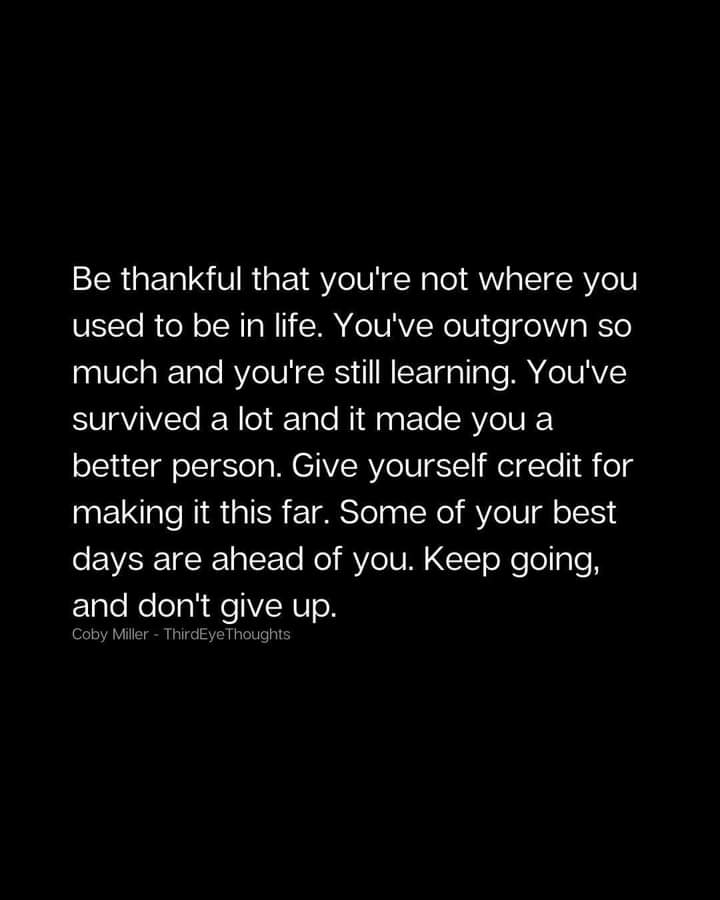 Be thankful that you're not where you
used to be in life. You've outgrown so
much and you're still learning. You've
survived a lot and it made you a
better person. Give yourself credit for
making it this far. Some of your best
days are ahead of you. Keep going,
and don't give up.
Coby Miller - ThirdEyeThoughts